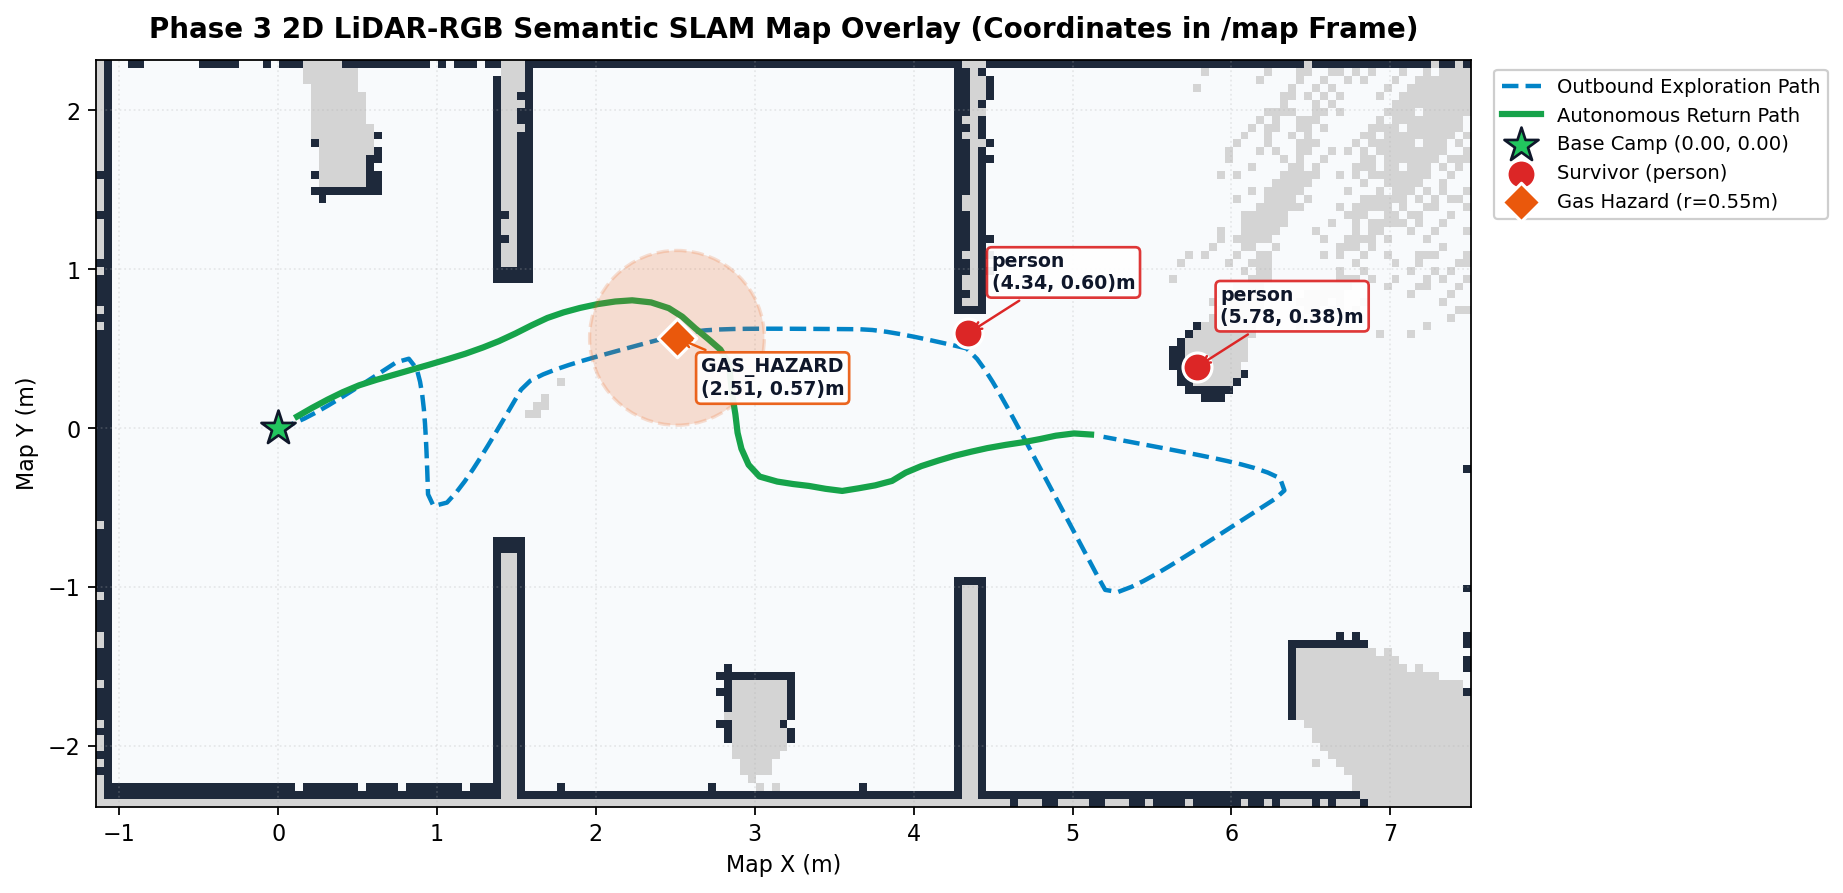 Phase 3 2D LiDAR-RGB Semantic SLAM Map Overlay (Coordinates in /map Frame)
Outbound Exploration Path
Autonomous Return Path
Base Camp (0.00, 0.00)
Survivor (person)
Gas Hazard (r=0.55m)
person
(4.34, 0.60)m
person
(5.78, 0.38)m
GAS_HAZARD
(2.51, 0.57)m
Map Y (m)
2
1
0
−1
−2
−1
0
1
2
3
4
5
6
7
Map X (m)